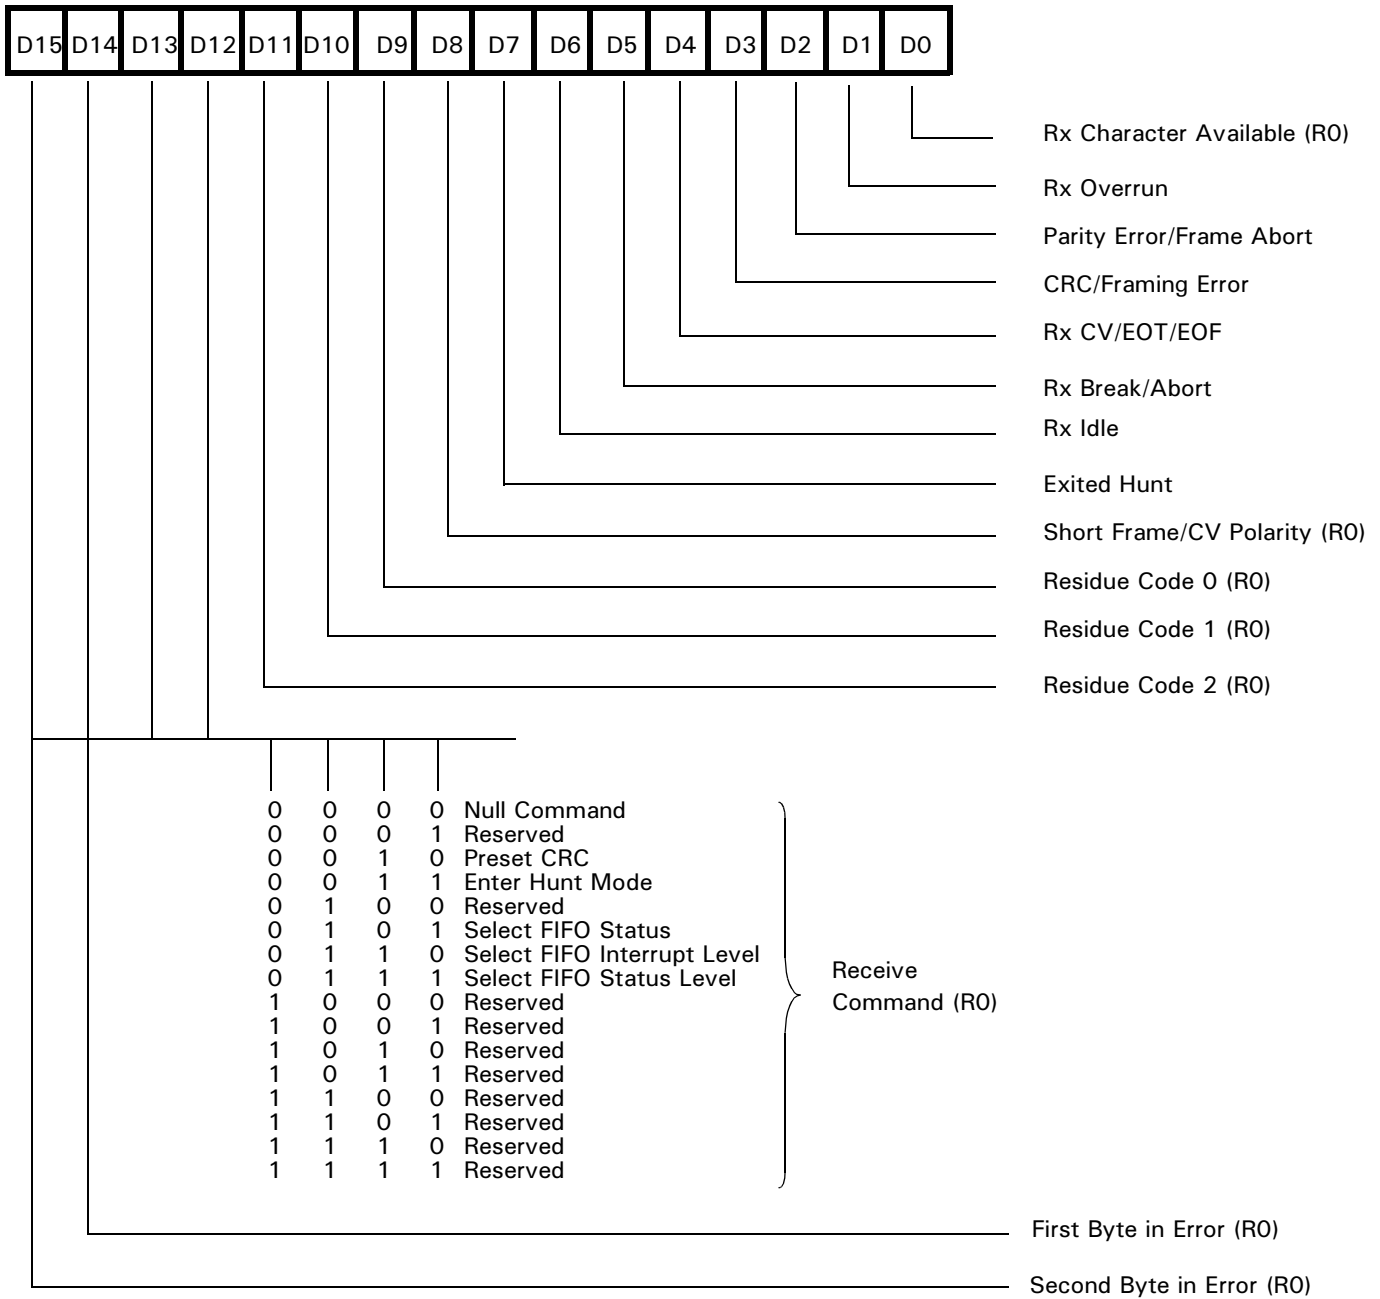 D15 D14 D13 D12 D11 D10 D9 D8 D7 D6 D5 D4 D3 D2 D1 D0
Rx Character Available (RO)
Rx Overrun
Parity Error/Frame Abort
CRC/Framing Error
Rx CV/EOT/EOF
Rx Break/Abort
Rx Idle
Exited Hunt
Short Frame/CV Polarity (RO)
Residue Code 0 (RO)
Residue Code 1 (RO)
Residue Code 2 (RO)
0 0 0 0 Null Command
0 0 0 1 Reserved
0 0 1 0 Preset CRC
0 0 1 1 Enter Hunt Mode
0 1 0 0 Reserved
0 1 0 1 Select FIFO Status
0 1 1 0 Select FIFO Interrupt Level
0 1 1 1 Select FIFO Status Level
1 0 0 0 Reserved
1 0 0 1 Reserved
1 0 1 0 Reserved
1 0 1 1 Reserved
1 1 0 0 Reserved
1 1 0 1 Reserved
1 1 1 0 Reserved
1 1 1 1 Reserved
Receive
Command (RO)
First Byte in Error (RO)
Second Byte in Error (RO)